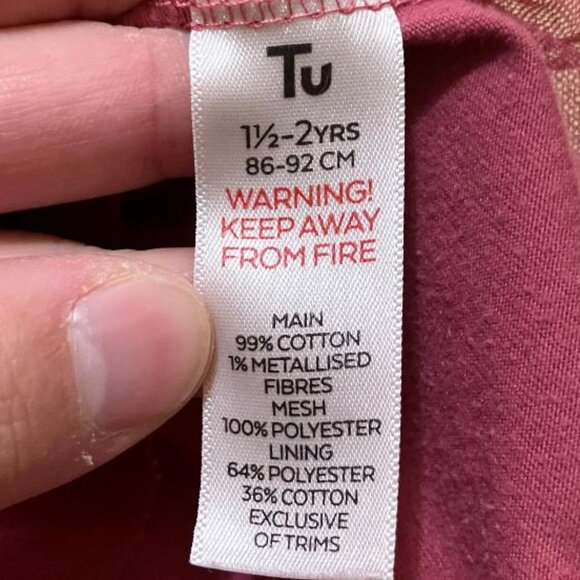 Tu
1½-2YRS
86-92 CM
WARNING!
KEEP AWAY
FROM FIRE
MAIN
99% COTTON
1% METALLISED
FIBRES
MESH
100% POLYESTER
LINING
64% POLYESTER
36% COTTON
EXCLUSIVE
OF TRIMS